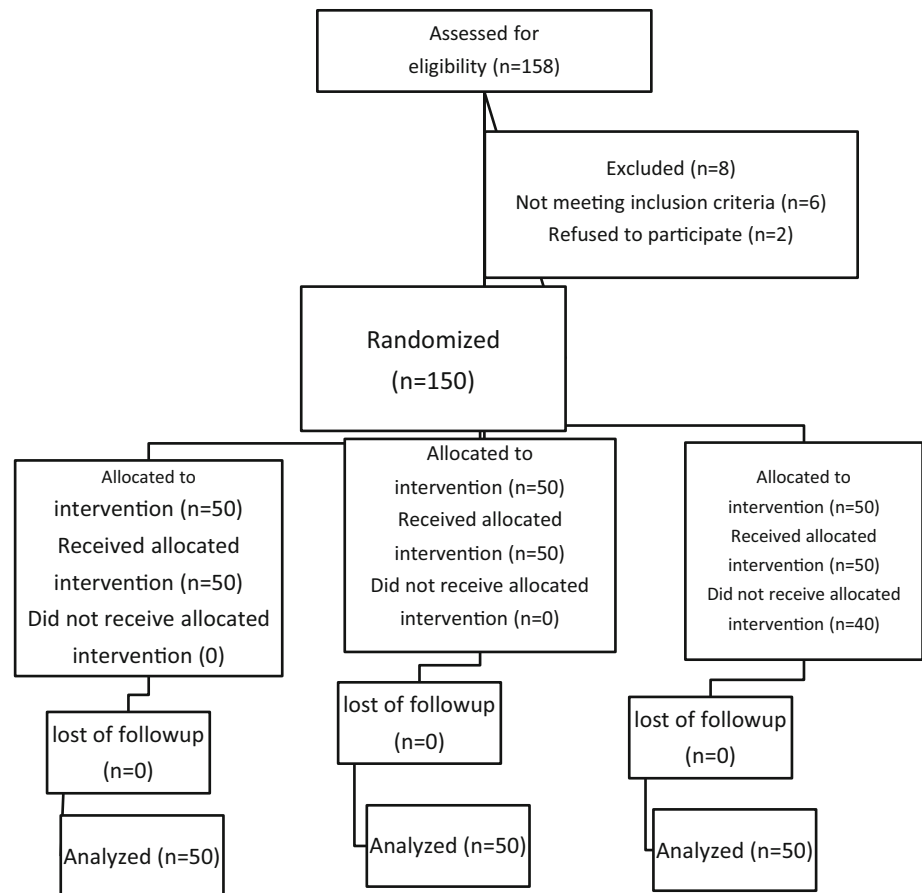 Assessed for
eligibility (n=158)
Excluded (n=8)
Not meeting inclusion criteria (n=6)
Refused to participate (n=2)
Randomized
(n=150)
Allocated to
intervention (n=50)
Received allocated
intervention (n=50)
Did not receive allocated
intervention (0)
Allocated to
intervention (n=50)
Received allocated
intervention (n=50)
Did not receive allocated
intervention (n=0)
Allocated to
intervention (n=50)
Received allocated
intervention (n=50)
Did not receive allocated
intervention (n=40)
lost of followup
(n=0)
lost of followup
(n=0)
lost of followup
(n=0)
Analyzed (n=50)
Analyzed (n=50)
Analyzed (n=50)